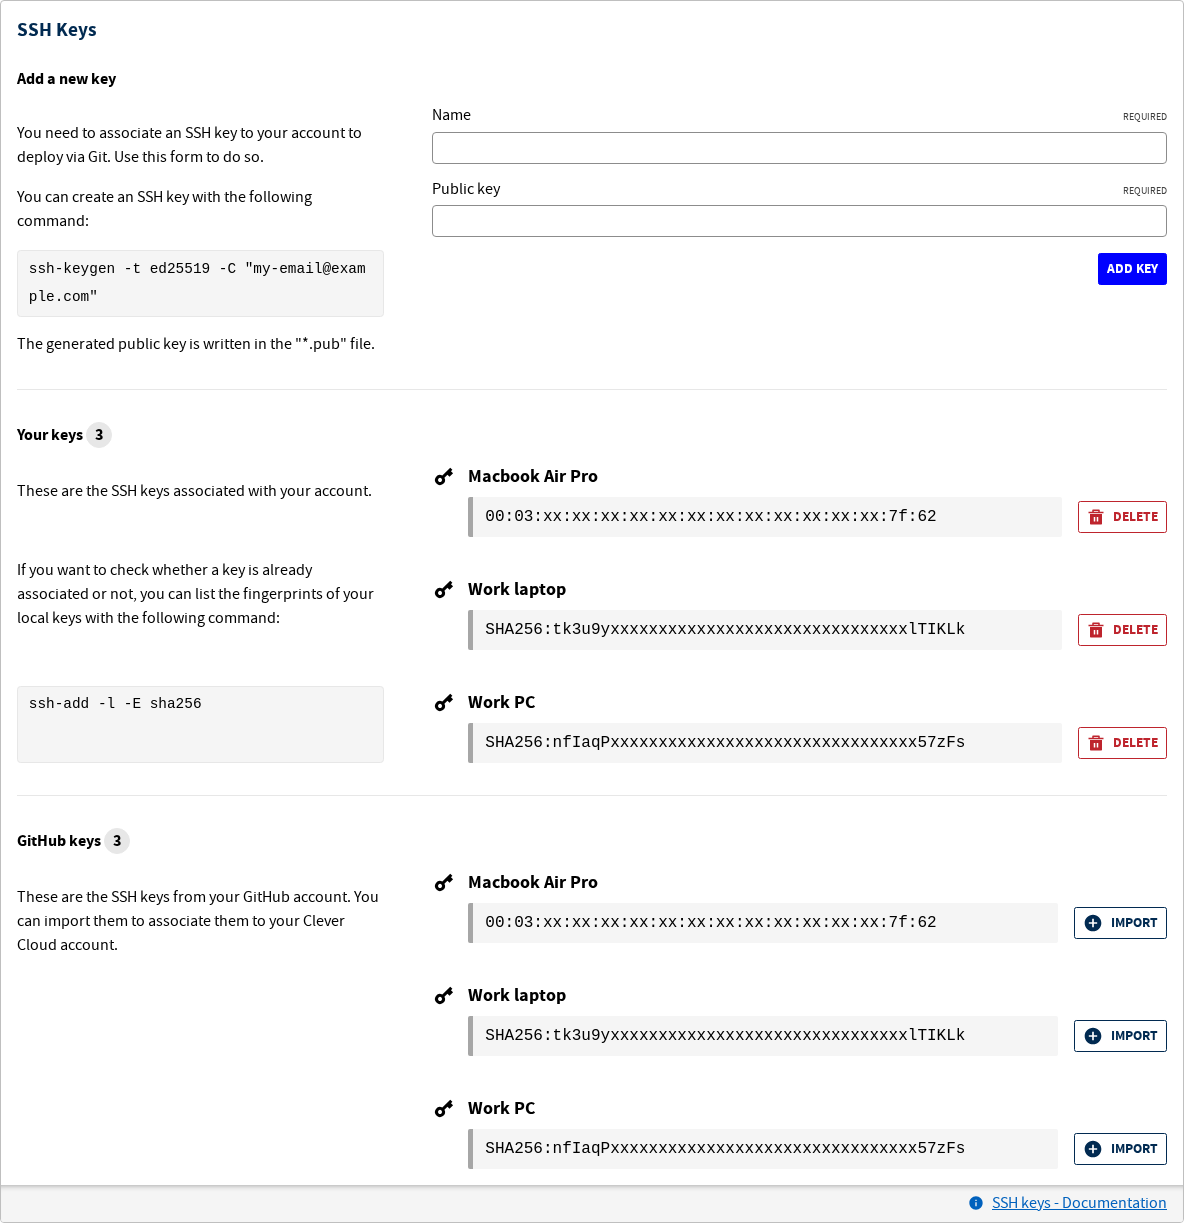 SSH Keys
Add a new key
You need to associate an SSH key to your account to
deploy via Git. Use this form to do so.
You can create an SSH key with the following
command:
ssh-keygen -t ed25519 -C "my-email@exam
ple.com"
The generated public key is written in the "*.pub" file.
Name REQUIRED
Public key REQUIRED
ADD KEY
Your keys 3
These are the SSH keys associated with your account.
If you want to check whether a key is already
associated or not, you can list the fingerprints of your
local keys with the following command:
ssh-add -l -E sha256
Macbook Air Pro
00:03:xx:xx:xx:xx:xx:xx:xx:xx:xx:xx:xx:xx:7f:62 DELETE
Work laptop
SHA256:tk3u9yxxxxxxxxxxxxxxxxxxxxxxxxxxxxxxxlTIKLk DELETE
Work PC
SHA256:nfIaqPxxxxxxxxxxxxxxxxxxxxxxxxxxxxxxxx57zFs DELETE
GitHub keys 3
These are the SSH keys from your GitHub account. You
can import them to associate them to your Clever
Cloud account.
Macbook Air Pro
00:03:xx:xx:xx:xx:xx:xx:xx:xx:xx:xx:xx:xx:7f:62 IMPORT
Work laptop
SHA256:tk3u9yxxxxxxxxxxxxxxxxxxxxxxxxxxxxxxxlTIKLk IMPORT
Work PC
SHA256:nfIaqPxxxxxxxxxxxxxxxxxxxxxxxxxxxxxxxx57zFs IMPORT
SSH keys - Documentation